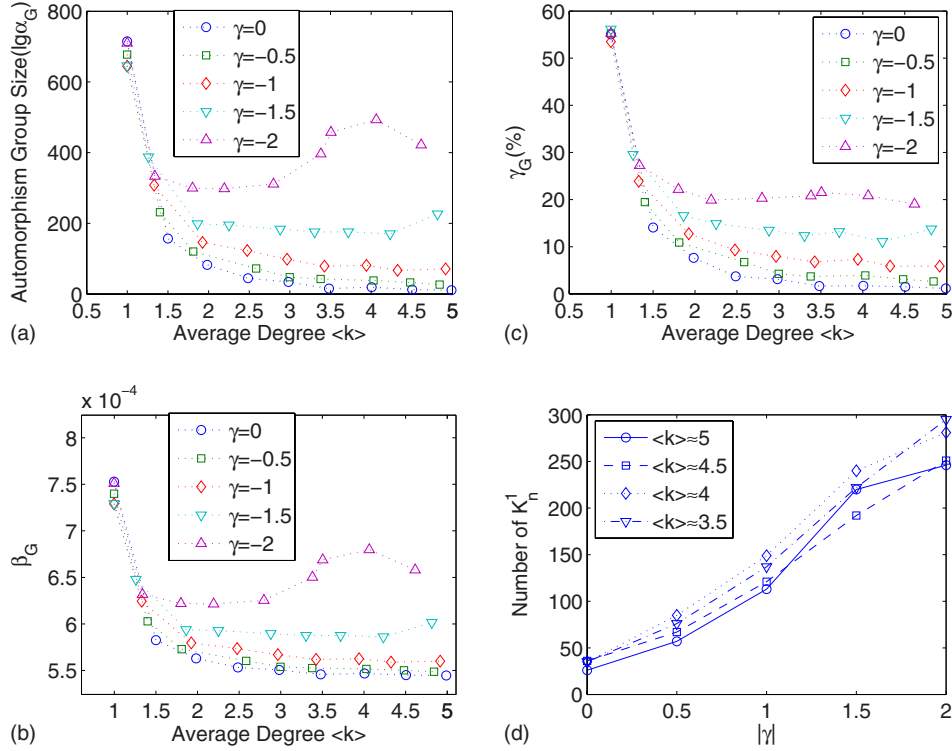 Automorphism Group Size(lgα_G)
800
600
400
200
0
1 1.5 2 2.5 3 3.5 4 4.5 5
γ=0
γ=−0.5
γ=−1
γ=−1.5
γ=−2
(a)
Average Degree <k>
γ_G(%)
60
50
40
30
20
10
0
1 1.5 2 2.5 3 3.5 4 4.5 5
γ=0
γ=−0.5
γ=−1
γ=−1.5
γ=−2
(c)
Average Degree <k>
x 10⁻⁴
β_G
8
7.5
7
6.5
6
5.5
1 1.5 2 2.5 3 3.5 4 4.5 5
γ=0
γ=−0.5
γ=−1
γ=−1.5
γ=−2
(b)
Average Degree <k>
Number of K_n^1
300
250
200
150
100
50
0
0 0.5 1 1.5 2
<k>≈5
<k>≈4.5
<k>≈4
<k>≈3.5
(d)
|γ|